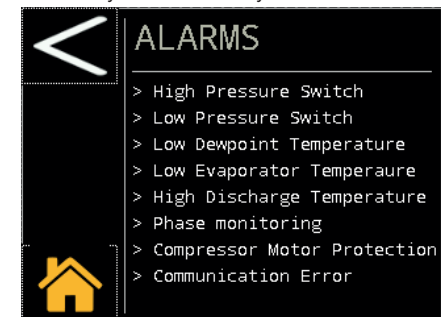 ALARMS
> High Pressure Switch
> Low Pressure Switch
> Low Dewpoint Temperature
> Low Evaporator Temperaure
> High Discharge Temperature
> Phase monitoring
> Compressor Motor Protection
> Communication Error